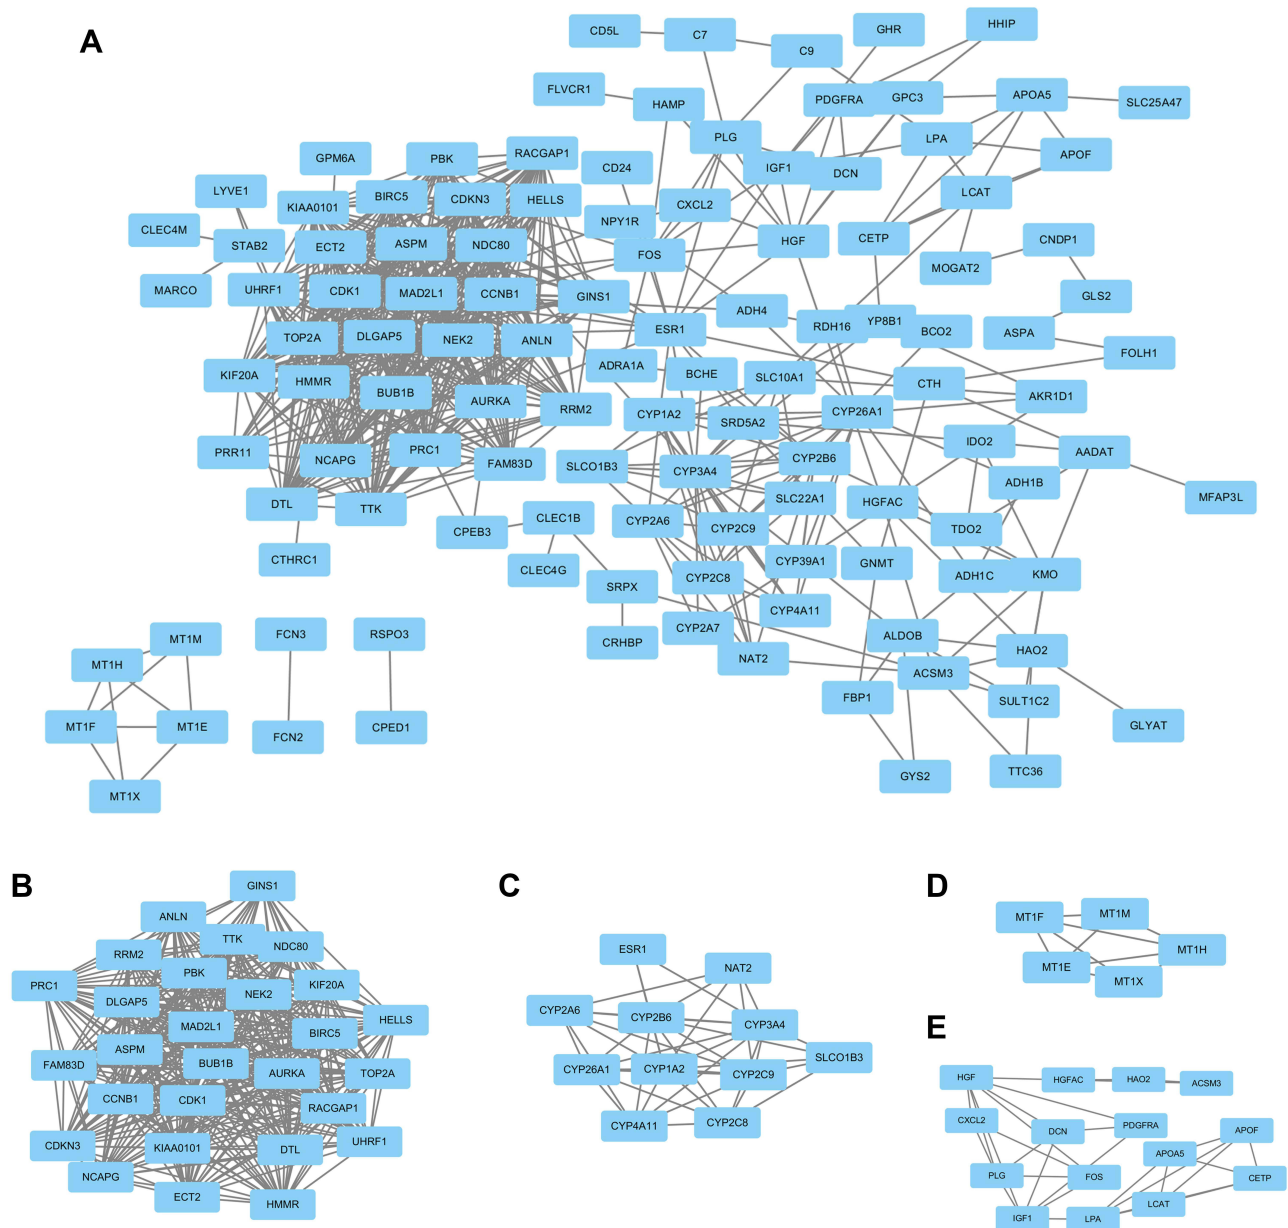 A
CD5L
C7
C9
GHR
HHIP
FLVCR1
HAMP
PDGFRA
GPC3
APOA5
SLC25A47
PLG
LPA
APOF
GPM6A
PBK
RACGAP1
CD24
IGF1
DCN
LCAT
LYVE1
KIAA0101
BIRC5
CDKN3
HELLS
NPY1R
CXCL2
HGF
CETP
CNDP1
CLEC4M
STAB2
ECT2
ASPM
NDC80
FOS
MOGAT2
MARCO
UHRF1
CDK1
MAD2L1
CCNB1
GINS1
ADH4
RDH16
YP8B1
BCO2
GLS2
ASPA
TOP2A
DLGAP5
NEK2
ANLN
ESR1
FOLH1
KIF20A
HMMR
BUB1B
AURKA
RRM2
ADRA1A
BCHE
SLC10A1
CTH
AKR1D1
CYP1A2
SRD5A2
CYP26A1
IDO2
AADAT
PRR11
NCAPG
PRC1
FAM83D
SLCO1B3
CYP3A4
CYP2B6
ADH1B
MFAP3L
DTL
TTK
SLC22A1
HGFAC
CPEB3
CLEC1B
CYP2A6
CYP2C9
TDO2
CTHRC1
CLEC4G
SRPX
CYP2C8
CYP39A1
GNMT
ADH1C
KMO
CRHBP
CYP2A7
CYP4A11
NAT2
ALDOB
ACSM3
HAO2
FBP1
SULT1C2
GLYAT
GYS2
TTC36
MT1M
MT1H
MT1F
MT1E
MT1X
FCN3
FCN2
RSPO3
CPED1
B
GINS1
ANLN
TTK
NDC80
RRM2
PBK
NEK2
KIF20A
PRC1
DLGAP5
MAD2L1
BIRC5
HELLS
ASPM
BUB1B
AURKA
TOP2A
FAM83D
CCNB1
CDK1
RACGAP1
CDKN3
KIAA0101
DTL
UHRF1
NCAPG
ECT2
HMMR
C
ESR1
NAT2
CYP2A6
CYP2B6
CYP3A4
SLCO1B3
CYP26A1
CYP1A2
CYP2C9
CYP4A11
CYP2C8
D
MT1F
MT1M
MT1H
MT1E
MT1X
E
HGF
HGFAC
HAO2
ACSM3
CXCL2
DCN
PDGFRA
APOF
APOA5
PLG
FOS
CETP
LCAT
IGF1
LPA